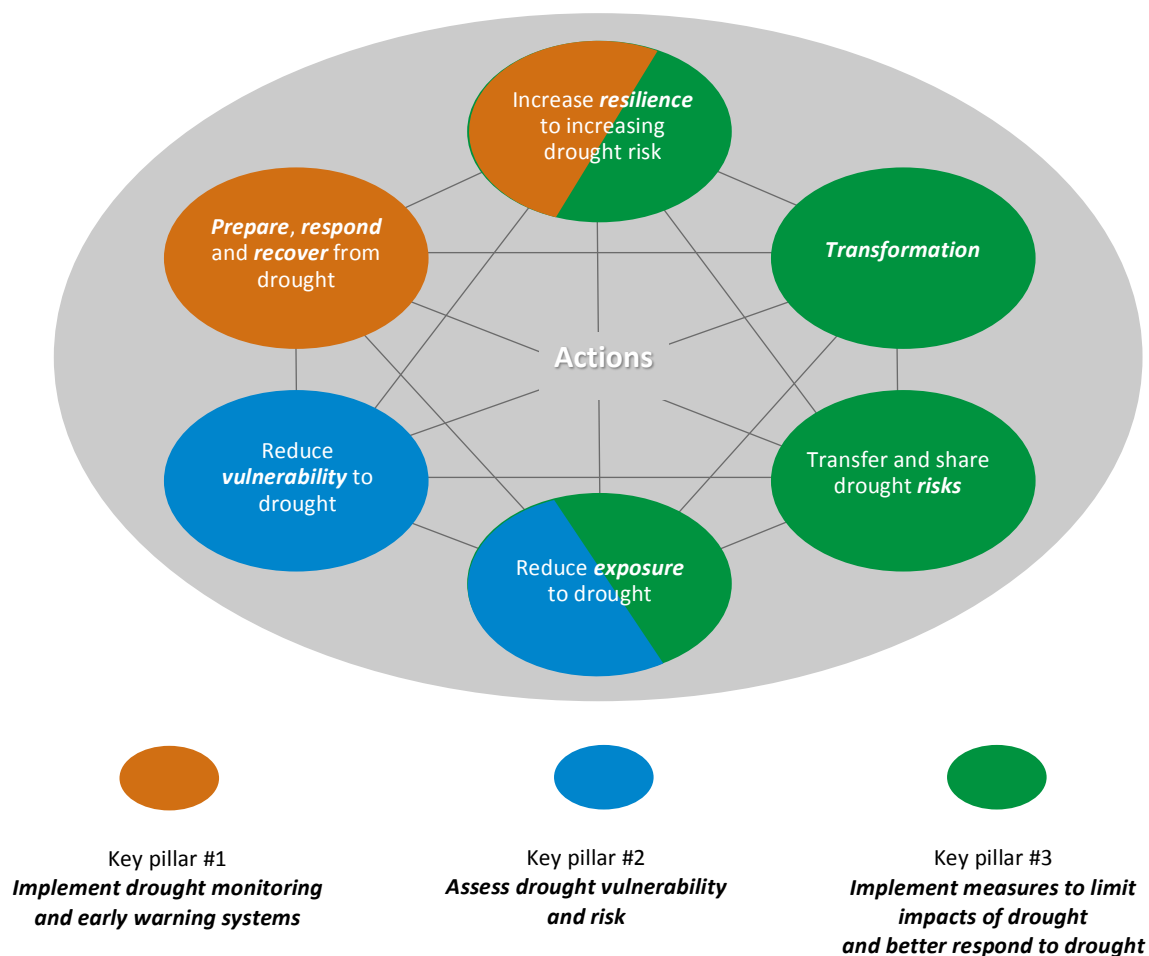 Increase resilience
to increasing
drought risk
Prepare, respond
and recover from
drought
Transformation
Actions
Reduce
vulnerability to
drought
Transfer and share
drought risks
Reduce exposure
to drought
Key pillar #1
Implement drought monitoring
and early warning systems
Key pillar #2
Assess drought vulnerability
and risk
Key pillar #3
Implement measures to limit
impacts of drought
and better respond to drought